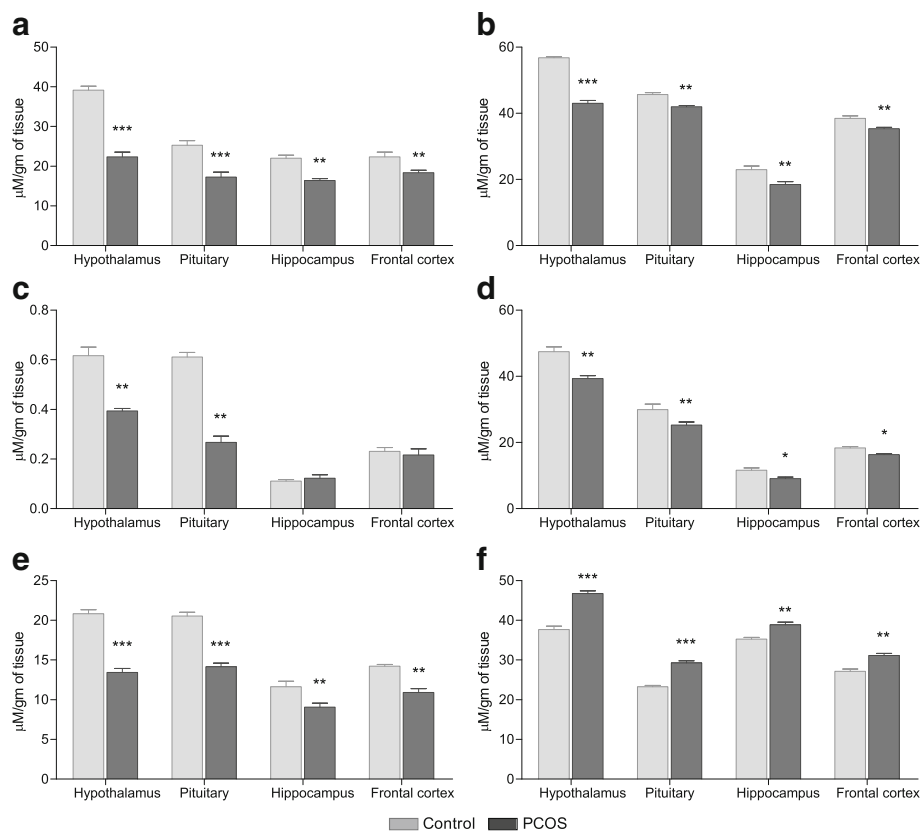 a
50
40
30
20
10
0
μM/gm of tissue
***
***
**
**
Hypothalamus Pituitary Hippocampus Frontal cortex
b
60
40
20
0
μM/gm of tissue
***
**
**
**
Hypothalamus Pituitary Hippocampus Frontal cortex
c
0.8
0.6
0.4
0.2
0.0
μM/gm of tissue
**
**
Hypothalamus Pituitary Hippocampus Frontal cortex
d
60
40
20
0
μM/gm of tissue
**
**
*
*
Hypothalamus Pituitary Hippocampus Frontal cortex
e
25
20
15
10
5
0
μM/gm of tissue
***
***
**
**
Hypothalamus Pituitary Hippocampus Frontal cortex
f
50
40
30
20
10
0
μM/gm of tissue
***
***
**
**
Hypothalamus Pituitary Hippocampus Frontal cortex
Control PCOS